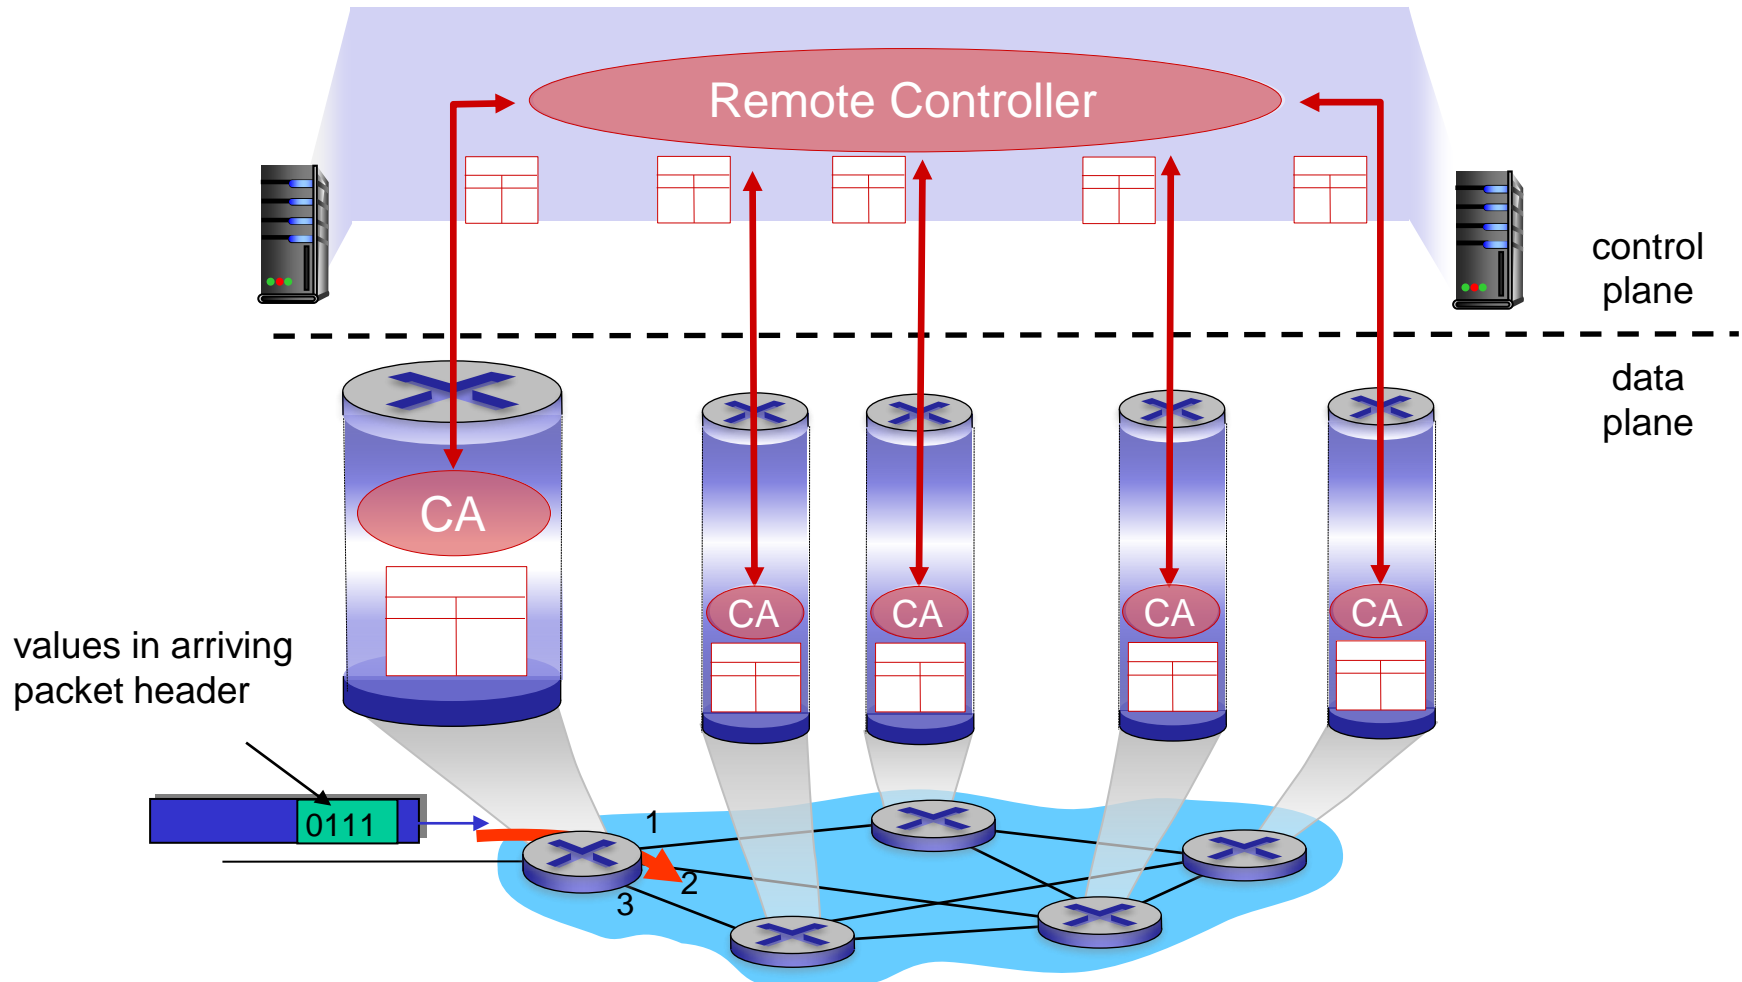 Remote Controller
control
plane
data
plane
CA
CA
CA
CA
CA
values in arriving
packet header
0111
1
2
3